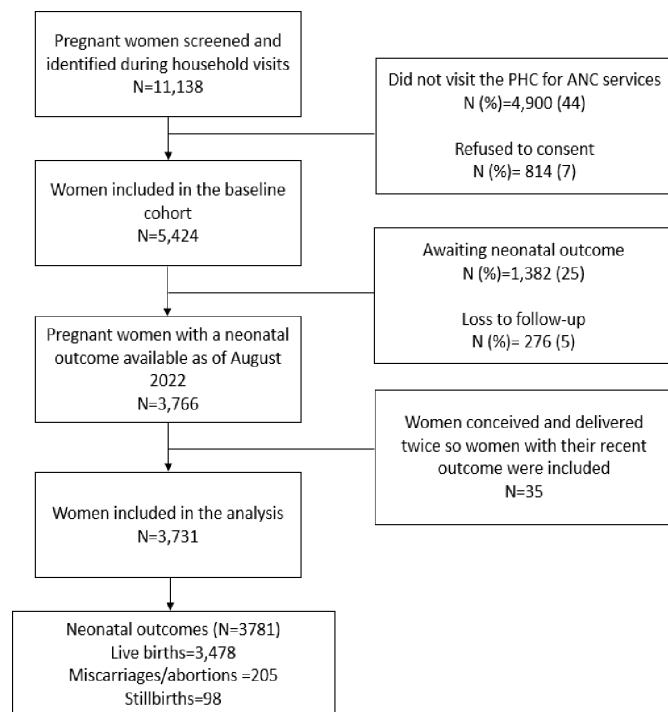 Pregnant women screened and
identified during household visits
N=11,138
Did not visit the PHC for ANC services
N (%)=4,900 (44)
Refused to consent
N (%)= 814 (7)
Women included in the baseline
cohort
N=5,424
Awaiting neonatal outcome
N (%)=1,382 (25)
Loss to follow-up
N (%)= 276 (5)
Pregnant women with a neonatal
outcome available as of August
2022
N=3,766
Women conceived and delivered
twice so women with their recent
outcome were included
N=35
Women included in the analysis
N=3,731
Neonatal outcomes (N=3781)
Live births=3,478
Miscarriages/abortions =205
Stillbirths=98